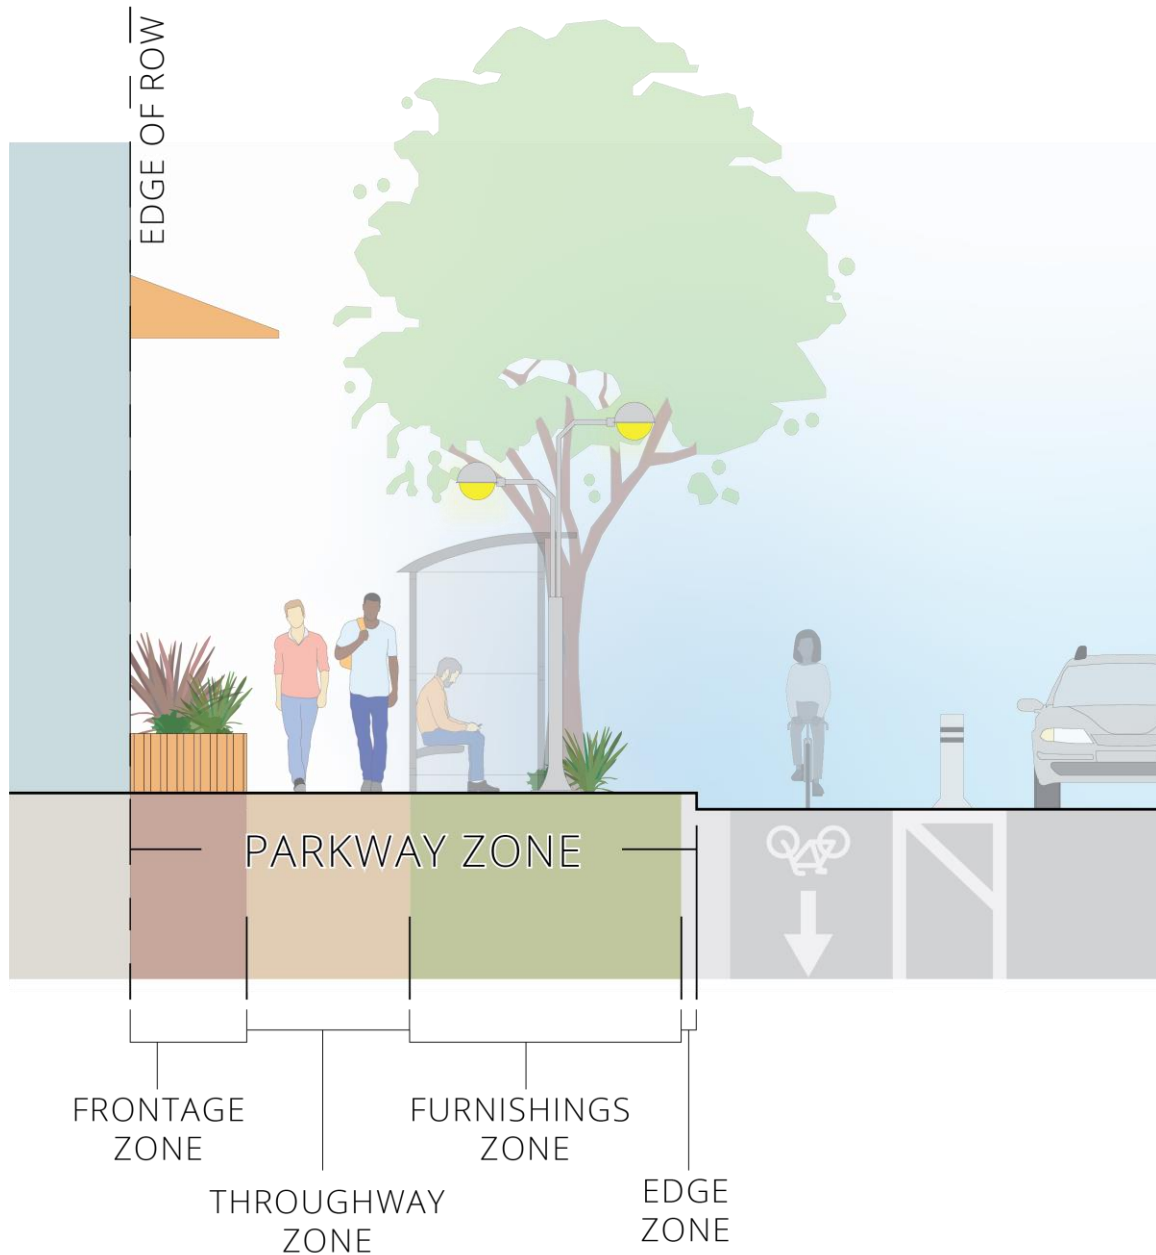 EDGE OF ROW
PARKWAY ZONE
FRONTAGE
ZONE
THROUGHWAY
ZONE
FURNISHINGS
ZONE
EDGE
ZONE